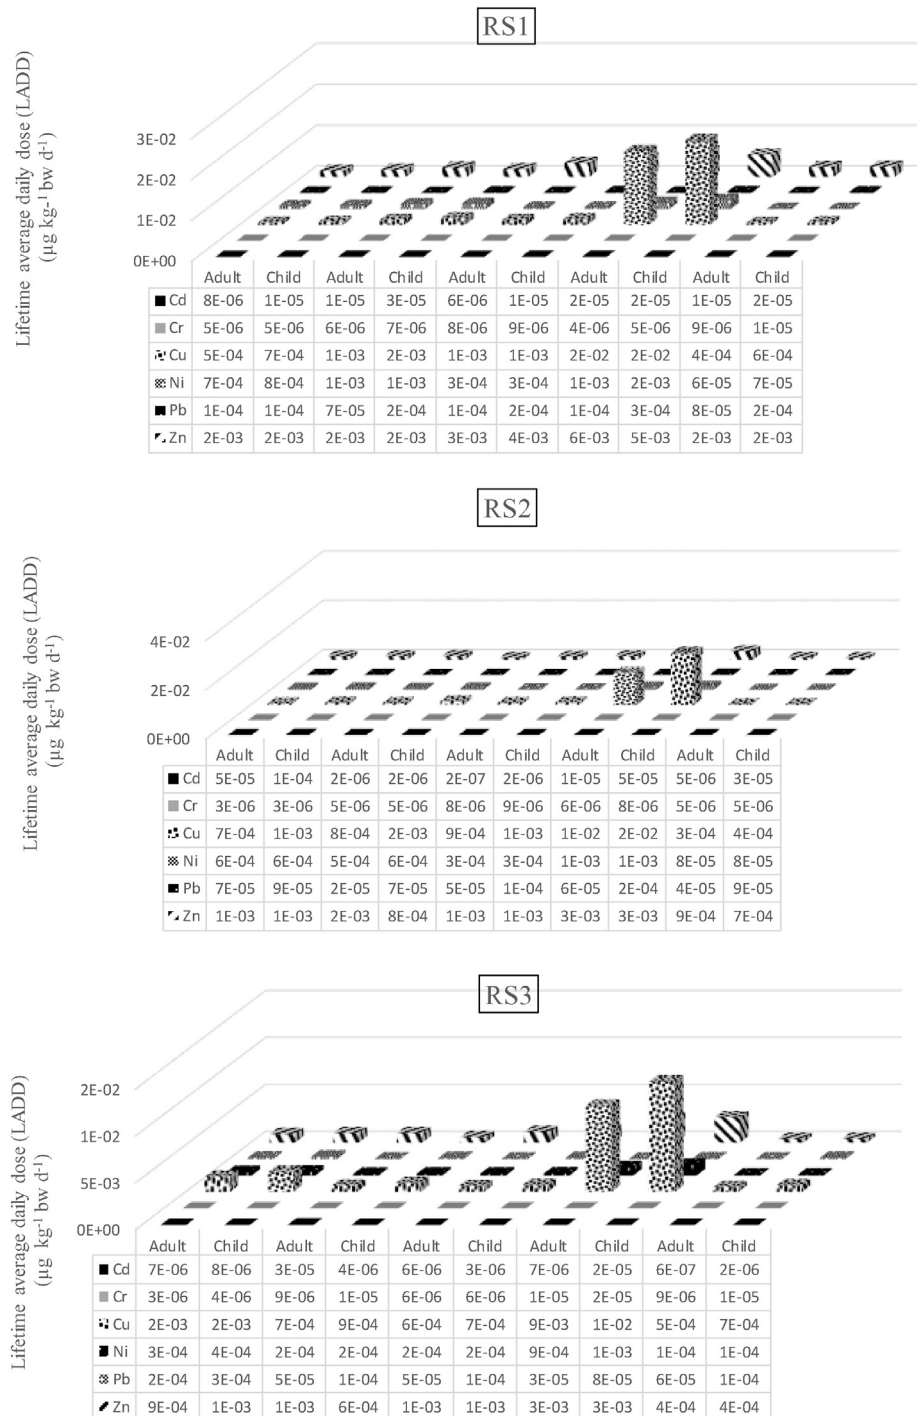 RS1
Lifetime average daily dose (LADD)
(µg kg-1 bw d-1)
3E-02
2E-02
1E-02
0E+00
Adult Child Adult Child Adult Child Adult Child Adult Child
Cd 8E-06 1E-05 1E-05 3E-05 6E-06 1E-05 2E-05 2E-05 1E-05 2E-05
Cr 5E-06 5E-06 6E-06 7E-06 8E-06 9E-06 4E-06 5E-06 9E-06 1E-05
Cu 5E-04 7E-04 1E-03 2E-03 1E-03 1E-03 2E-02 2E-02 4E-04 6E-04
Ni 7E-04 8E-04 1E-03 1E-03 3E-04 3E-04 1E-03 2E-03 6E-05 7E-05
Pb 1E-04 1E-04 7E-05 2E-04 1E-04 2E-04 1E-04 3E-04 8E-05 2E-04
Zn 2E-03 2E-03 2E-03 2E-03 3E-03 4E-03 6E-03 5E-03 2E-03 2E-03
RS2
Lifetime average daily dose (LADD)
(µg kg-1 bw d-1)
4E-02
2E-02
0E+00
Adult Child Adult Child Adult Child Adult Child Adult Child
Cd 5E-05 1E-04 2E-06 2E-06 2E-07 2E-06 1E-05 5E-05 5E-06 3E-05
Cr 3E-06 3E-06 5E-06 5E-06 8E-06 9E-06 6E-06 8E-06 5E-06 5E-06
Cu 7E-04 1E-03 8E-04 2E-03 9E-04 1E-03 1E-02 2E-02 3E-04 4E-04
Ni 6E-04 6E-04 5E-04 6E-04 3E-04 3E-04 1E-03 1E-03 8E-05 8E-05
Pb 7E-05 9E-05 2E-05 7E-05 5E-05 1E-04 6E-05 2E-04 4E-05 9E-05
Zn 1E-03 1E-03 2E-03 8E-04 1E-03 1E-03 3E-03 3E-03 9E-04 7E-04
RS3
Lifetime average daily dose (LADD)
(µg kg-1 bw d-1)
2E-02
1E-02
5E-03
0E+00
Adult Child Adult Child Adult Child Adult Child Adult Child
Cd 7E-06 8E-06 3E-05 4E-06 6E-06 3E-06 7E-06 2E-05 6E-07 2E-06
Cr 3E-06 4E-06 9E-06 1E-05 6E-06 6E-06 1E-05 2E-05 9E-06 1E-05
Cu 2E-03 2E-03 7E-04 9E-04 6E-04 7E-04 9E-03 1E-02 5E-04 7E-04
Ni 3E-04 4E-04 2E-04 2E-04 2E-04 2E-04 9E-04 1E-03 1E-04 1E-04
Pb 2E-04 3E-04 5E-05 1E-04 5E-05 1E-04 3E-05 8E-05 6E-05 1E-04
Zn 9E-04 1E-03 1E-03 6E-04 1E-03 1E-03 3E-03 3E-03 4E-04 4E-04